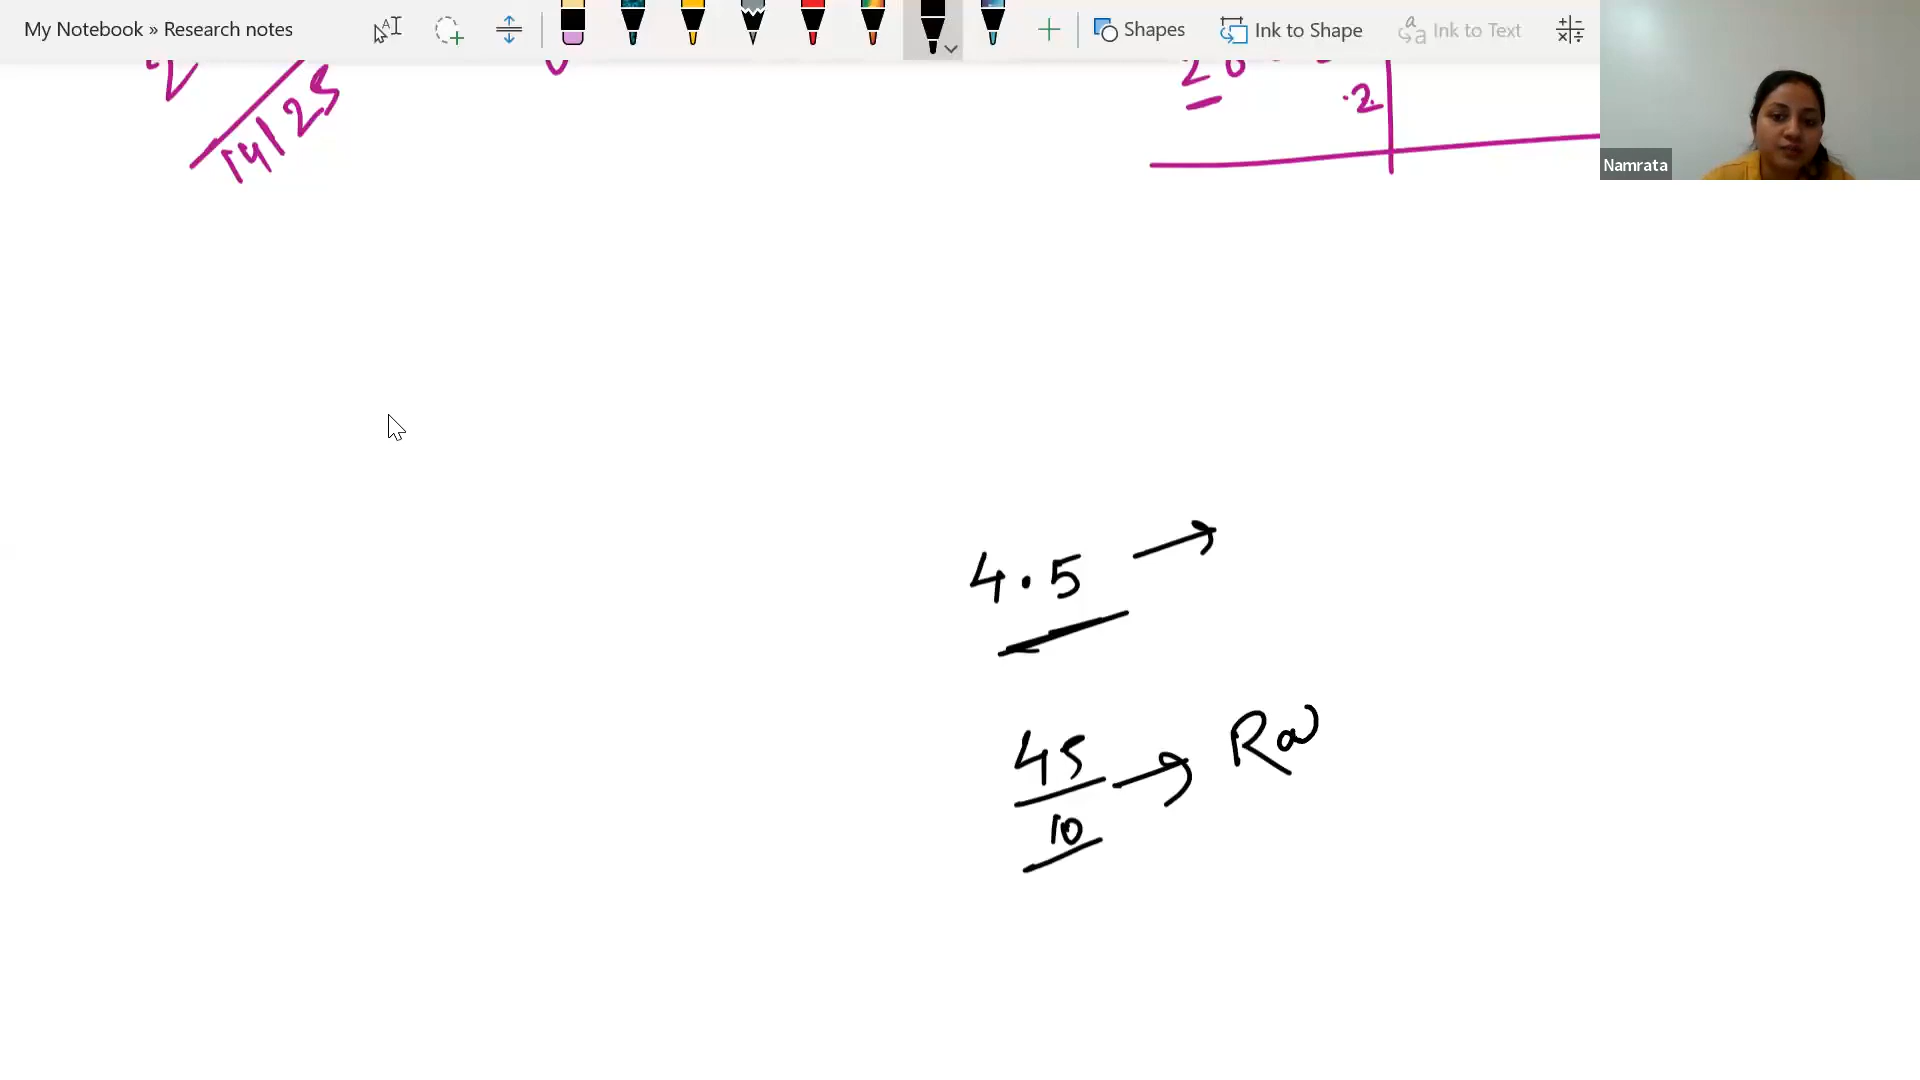 My Notebook » Research notes
Shapes
Ink to Shape
Ink to Text
Namrata
20
.2
14/25
4.5 →
45/10 → Ra